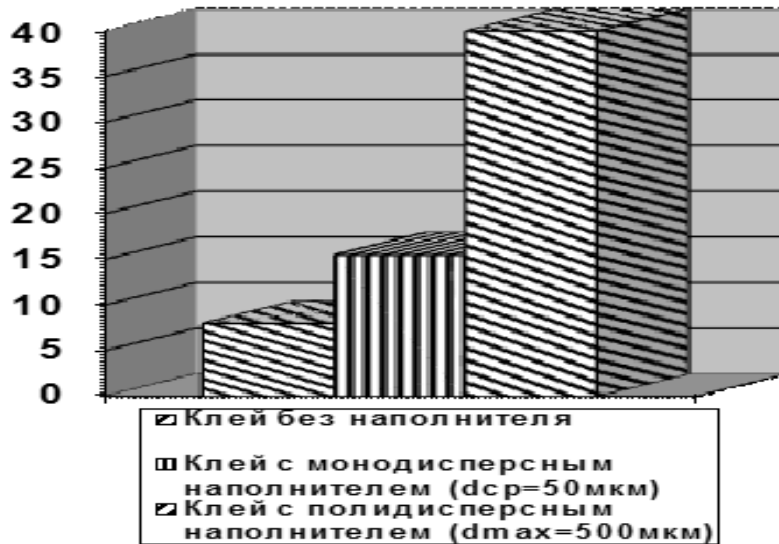 40
35
30
25
20
15
10
5
0
Клей без наполнителя
Клей с монодисперсным
наполнителем (dср=50мкм)
Клей с полидисперсным
наполнителем (dmax=500мкм)